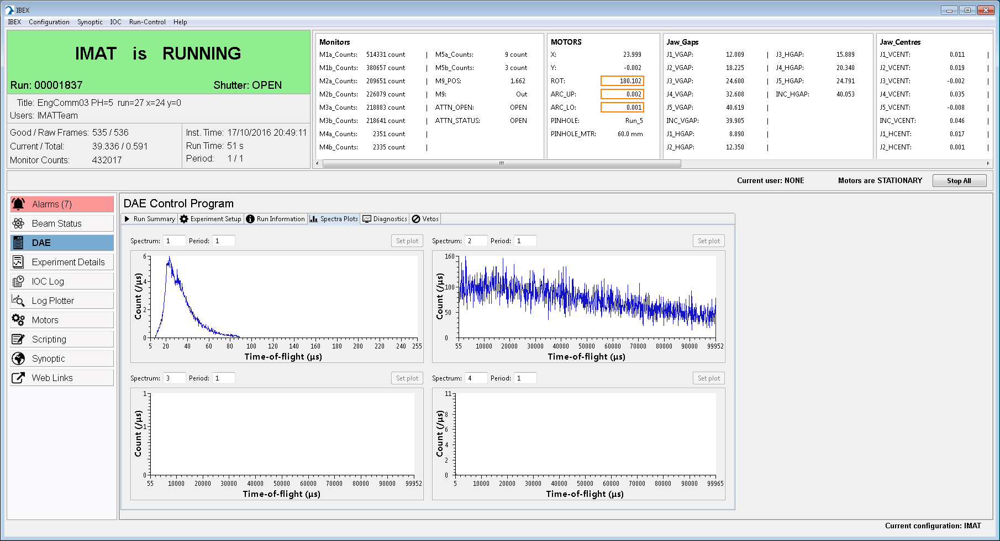 IBEX
IBEX Configuration Synoptic IOC Run-Control Help
IMAT is RUNNING
Run: 00001837 Shutter: OPEN
Title: EngComm03 PH=5 run=27 x=24 y=0
Users: IMATTeam
Good / Raw Frames: 535 / 536
Current / Total: 39.336 / 0.591
Monitor Counts: 432017
Inst. Time: 17/10/2016 20:49:11
Run Time: 51 s
Period: 1 / 1
Monitors
M1a_Counts: 514331 count | M5a_Counts: 9 count
M1b_Counts: 380657 count | M5b_Counts: 3 count
M2a_Counts: 209651 count | M9_POS: 1.662
M2b_Counts: 226079 count | M9: Out
M3a_Counts: 218883 count | ATTN_OPEN: OPEN
M3b_Counts: 218641 count | ATTN_STATUS: OPEN
M4a_Counts: 2351 count |
M4b_Counts: 2335 count |
MOTORS
X: 23.999
Y: -0.002
ROT: 180.102
ARC_UP: 0.002
ARC_LO: 0.001
PINHOLE: Run_5
PINHOLE_MTR: 60.0 mm
Jaw_Gaps
J1_VGAP: 12.009 | J3_HGAP: 15.889
J2_VGAP: 18.225 | J4_HGAP: 20.340
J3_VGAP: 24.600 | J5_HGAP: 24.791
J4_VGAP: 32.608 | INC_HGAP: 40.053
J5_VGAP: 40.619 |
INC_VGAP: 39.905 |
J1_HGAP: 8.890 |
J2_HGAP: 12.350 |
Jaw_Centres
J1_VCENT: 0.011 |
J2_VCENT: 0.019 |
J3_VCENT: -0.002 |
J4_VCENT: 0.035 |
J5_VCENT: -0.008 |
INC_VCENT: 0.046 |
J1_HCENT: 0.017 |
J2_HCENT: 0.001 |
Current user: NONE Motors are STATIONARY Stop All
Alarms (7)
Beam Status
DAE
Experiment Details
IOC Log
Log Plotter
Motors
Scripting
Synoptic
Web Links
DAE Control Program
Run Summary Experiment Setup Run Information Spectra Plots Diagnostics Vetos
Spectrum: 1 Period: 1 Set plot
Count (/µs)
6
4
2
0
5 20 40 60 80 100 120 140 160 180 200 220 240 255
Time-of-flight (µs)
Spectrum: 2 Period: 1 Set plot
Count (/µs)
160
100
50
0
55 10000 20000 30000 40000 50000 60000 70000 80000 90000 99952
Time-of-flight (µs)
Spectrum: 3 Period: 1 Set plot
Count (/µs)
1
1
0
55 10000 20000 30000 40000 50000 60000 70000 80000 90000 99952
Time-of-flight (µs)
Spectrum: 4 Period: 1 Set plot
Count (/µs)
11
8
6
4
2
0
5 10000 20000 30000 40000 50000 60000 70000 80000 90000 99965
Time-of-flight (µs)
Current configuration: IMAT